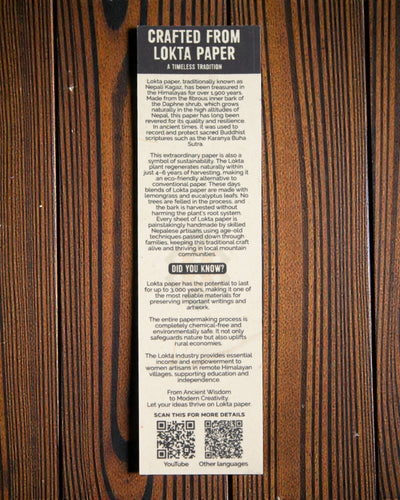 CRAFTED FROM
LOKTA PAPER
A TIMELESS TRADITION
Lokta paper, traditionally known as
Nepali Kagaz, has been treasured in
the Himalayas for over 1,900 years.
Made from the fibrous inner bark of
the Daphne shrub, which grows
naturally in the high altitudes of
Nepal, this paper has long been
revered for its quality and resilience.
In ancient times, it was used to
record and protect sacred Buddhist
scriptures such as the Karanya Buha
Sutra.
This extraordinary paper is also a
symbol of sustainability. The Lokta
plant regenerates naturally within
just 4–6 years of harvesting, making it
an eco-friendly alternative to
conventional paper. These days
blends of Lokta paper are made with
lemongrass and eucalyptus leafs. No
trees are felled in the process, and
the bark is harvested without
harming the plant's root system.
Every sheet of Lokta paper is
painstakingly handmade by skilled
Nepalese artisans using age-old
techniques passed down through
families, keeping this traditional craft
alive and thriving in local mountain
communities.
DID YOU KNOW?
Lokta paper has the potential to last
for up to 3,000 years, making it one of
the most reliable materials for
preserving important writings and
artwork.
The entire papermaking process is
completely chemical-free and
environmentally safe. It not only
safeguards nature but also uplifts
rural economies.
The Lokta industry provides essential
income and empowerment to
women artisans in remote Himalayan
villages, supporting education and
independence.
From Ancient Wisdom
to Modern Creativity.
Let your ideas thrive on Lokta paper.
SCAN THIS FOR MORE DETAILS
YouTube Other languages